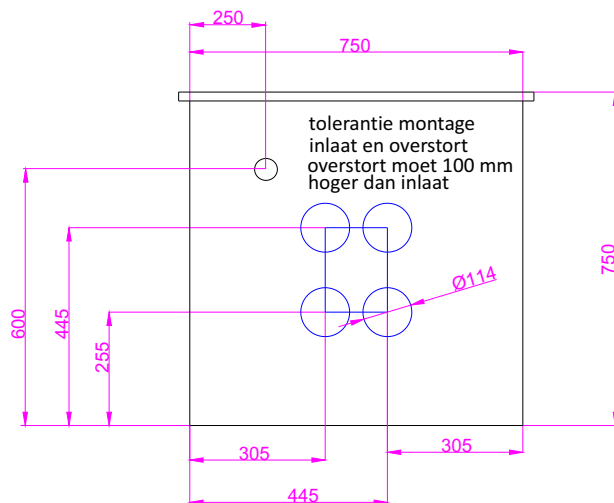 250
750
tolerantie montage
inlaat en overstort
overstort moet 100 mm
hoger dan inlaat
750
Ø114
600
445
255
305
305
445